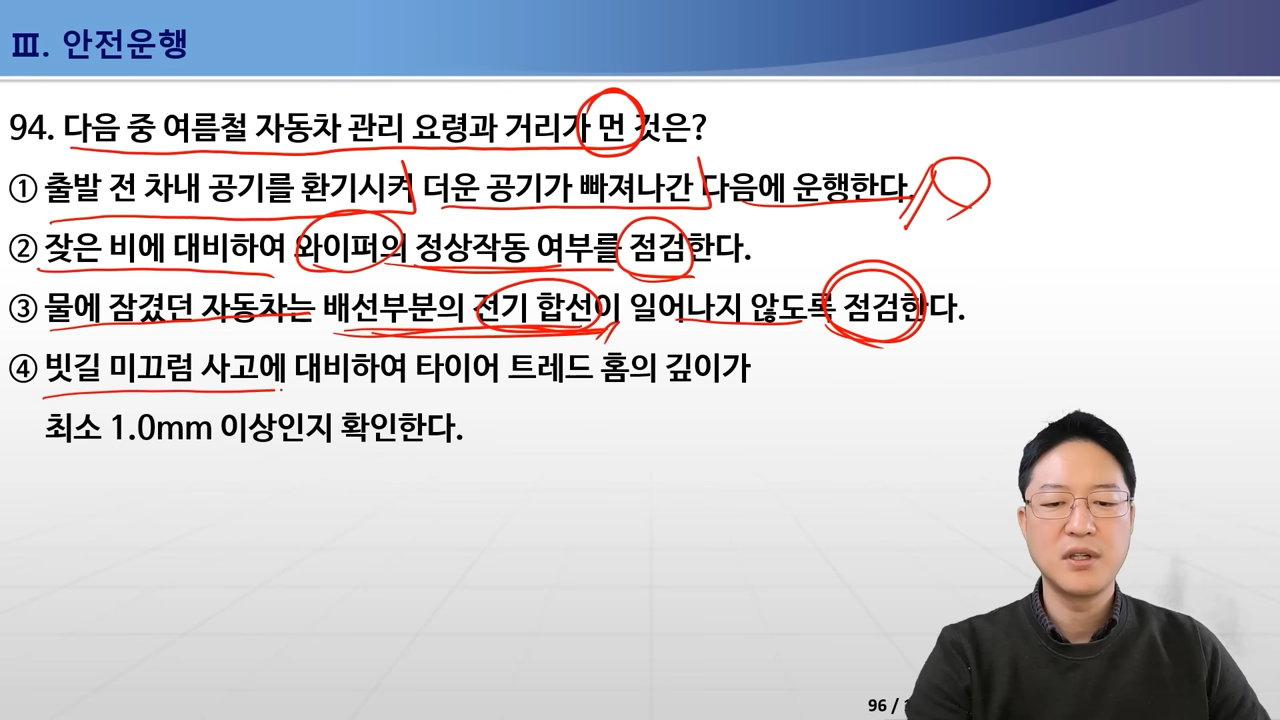 Ⅲ. 안전운행
94. 다음 중 여름철 자동차 관리 요령과 거리가 먼 것은?
① 출발 전 차내 공기를 환기시켜 더운 공기가 빠져나간 다음에 운행한다.
② 잦은 비에 대비하여 와이퍼의 정상작동 여부를 점검한다.
③ 물에 잠겼던 자동차는 배선부분의 전기 합선이 일어나지 않도록 점검한다.
④ 빗길 미끄럼 사고에 대비하여 타이어 트레드 홈의 깊이가
최소 1.0mm 이상인지 확인한다.
96 /